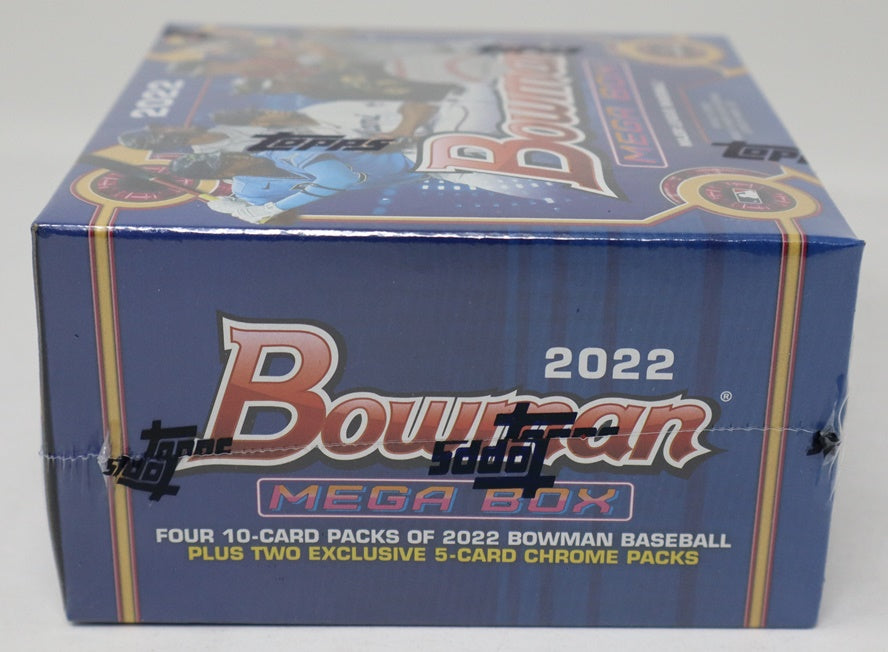 2022
Topps
Bowman
MEGA BOX
Topps
2022
Bowman®
MEGA BOX
Topps
Topps
FOUR 10-CARD PACKS OF 2022 BOWMAN BASEBALL
PLUS TWO EXCLUSIVE 5-CARD CHROME PACKS